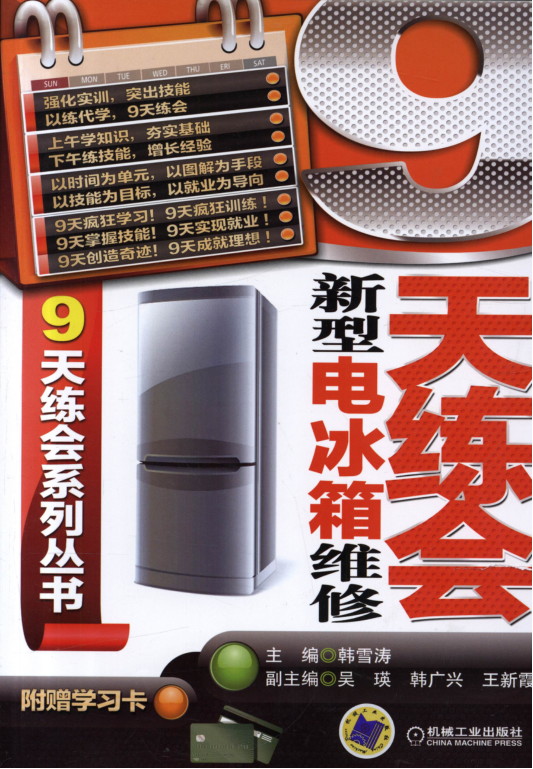 SUN MON TUE WED THU FRI SAT
强化实训，突出技能
以练代学，9天练会
上午学知识，夯实基础
下午练技能，增长经验
以时间为单元，以图解为手段
以技能为目标，以就业为导向
9天疯狂学习！9天疯狂训练！
9天掌握技能！9天实现就业！
9天创造奇迹！9天成就理想！
9
天练会
新型电冰箱维修
9天练会系列丛书
主 编◎韩雪涛
副主编◎吴 瑛 韩广兴 王新霞
附赠学习卡
机械工业出版社
CHINA MACHINE PRESS